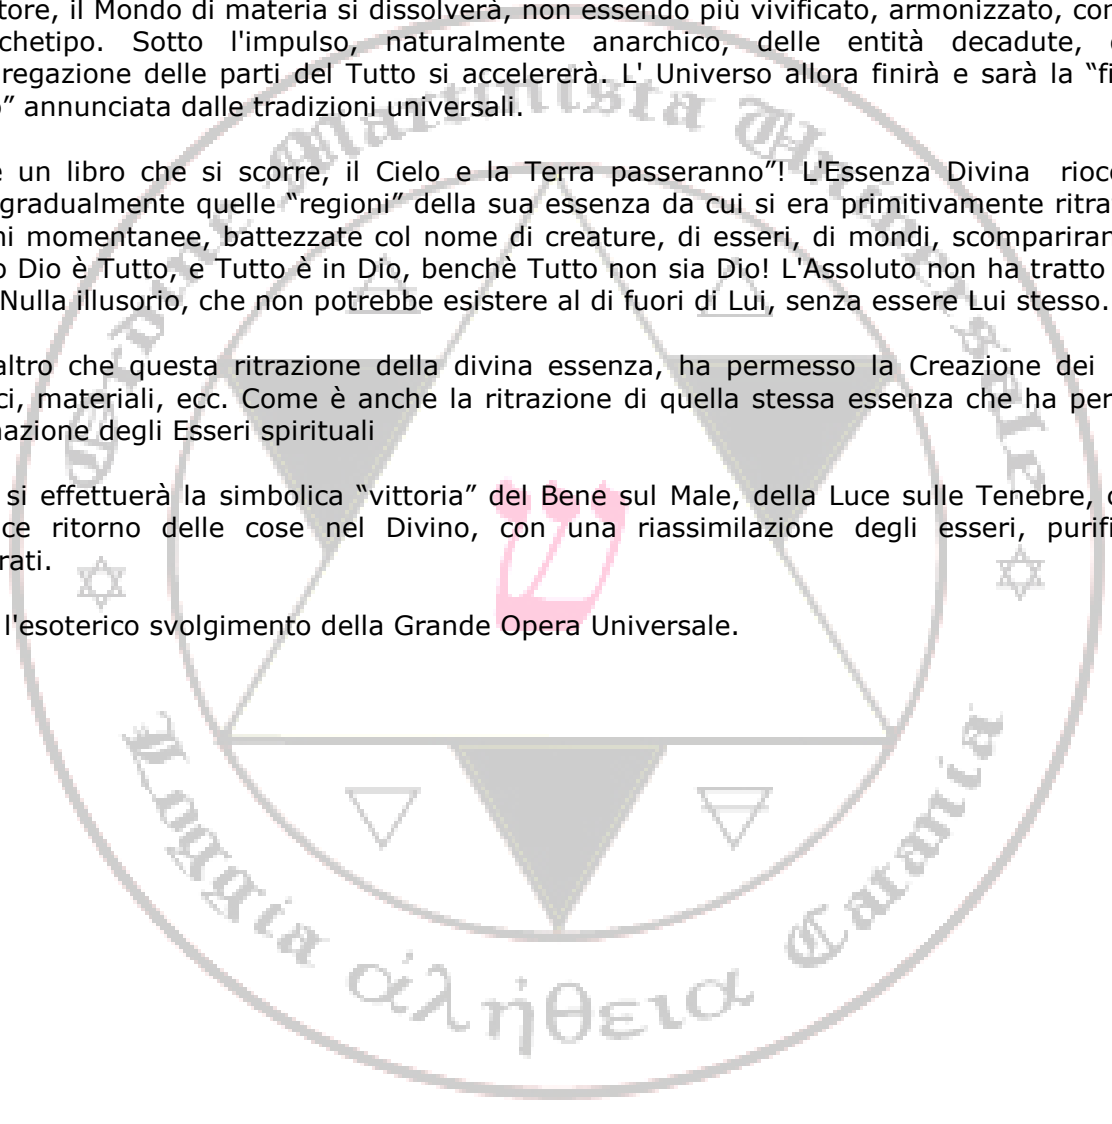 tore, il Mondo di materia si dissolverà, non essendo più vivificato, armonizzato, con
chetipo. Sotto l'impulso, naturalmente anarchico, delle entità decadute,
regazione delle parti del Tutto si accelererà. L' Universo allora finirà e sarà la “fi
o” annunciata dalle tradizioni universali.
e un libro che si scorre, il Cielo e la Terra passeranno”! L'Essenza Divina rioc
gradualmente quelle “regioni” della sua essenza da cui si era primitivamente ritra
ni momentanee, battezzate col nome di creature, di esseri, di mondi, scompariran
o Dio è Tutto, e Tutto è in Dio, benchè Tutto non sia Dio! L'Assoluto non ha tratto
Nulla illusorio, che non potrebbe esistere al di fuori di Lui, senza essere Lui stesso.
altro che questa ritrazione della divina essenza, ha permesso la Creazione dei
ci, materiali, ecc. Come è anche la ritrazione di quella stessa essenza che ha per
nazione degli Esseri spirituali
si effettuerà la simbolica “vittoria” del Bene sul Male, della Luce sulle Tenebre,
ce ritorno delle cose nel Divino, con una riassimilazione degli esseri, purifi
rati.
l'esoterico svolgimento della Grande Opera Universale.
Ordine Martinista Universale
ש
Loggia ἀλήθεια Catania